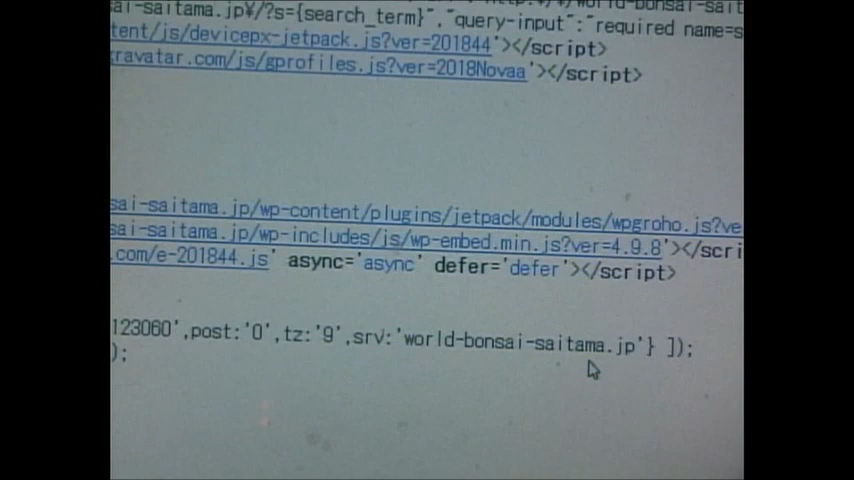 ai-saitama.jp¥/?s={search_term}","query-input":"required name=s
tent/js/devicepx-jetpack.js?ver=201844'></script>
ravatar.com/js/gprofiles.js?ver=2018Novaa'></script>
sai-saitama.jp/wp-content/plugins/jetpack/modules/wpgroho.js?ve
sai-saitama.jp/wp-includes/js/wp-embed.min.js?ver=4.9.8'></scri
.com/e-201844.js' async='async' defer='defer'></script>
123060',post:'0',tz:'9',srv:'world-bonsai-saitama.jp'} ]);
);